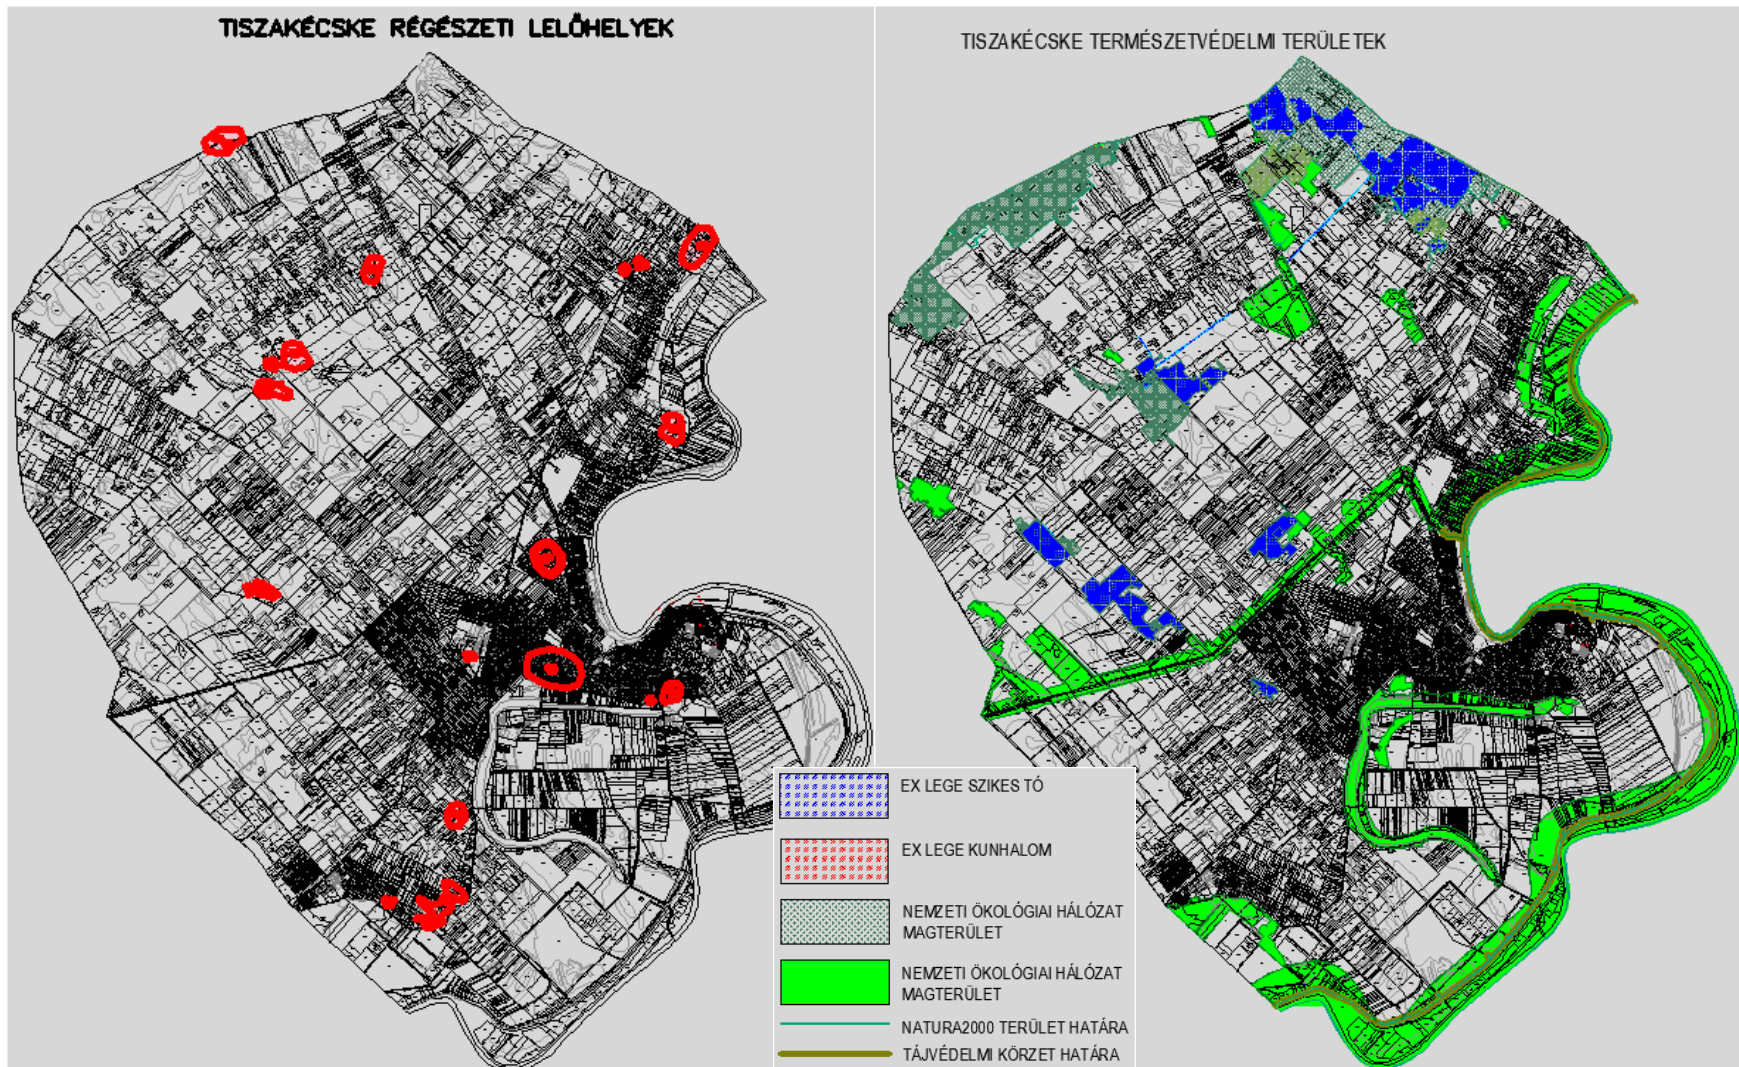 TISZAKÉCSKE RÉGÉSZETI LELŐHELYEK
TISZAKÉCSKE TERMÉSZETVÉDELMI TERÜLETEK
EX LEGE SZIKES TÓ
EX LEGE KUNHALOM
NEMZETI ÖKOLÓGIAI HÁLÓZAT
MAGTERÜLET
NEMZETI ÖKOLÓGIAI HÁLÓZAT
MAGTERÜLET
NATURA2000 TERÜLET HATÁRA
TÁJVÉDELMI KÖRZET HATÁRA